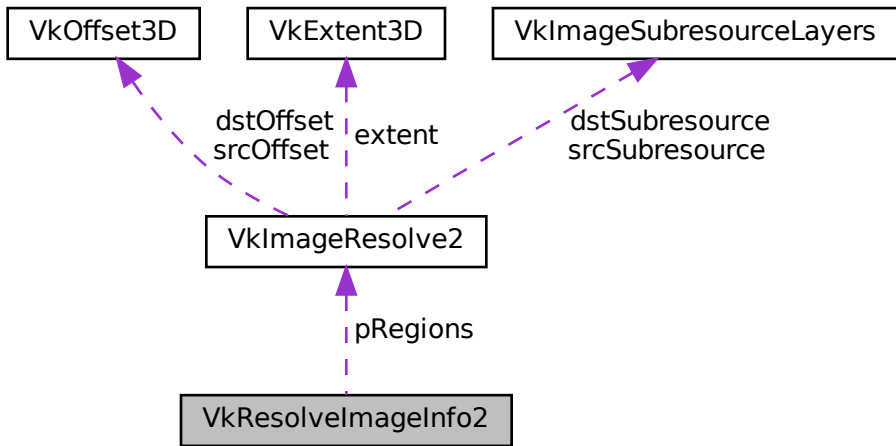 VkOffset3D
VkExtent3D
VkImageSubresourceLayers
dstOffset
srcOffset
extent
dstSubresource
srcSubresource
VkImageResolve2
pRegions
VkResolveImageInfo2